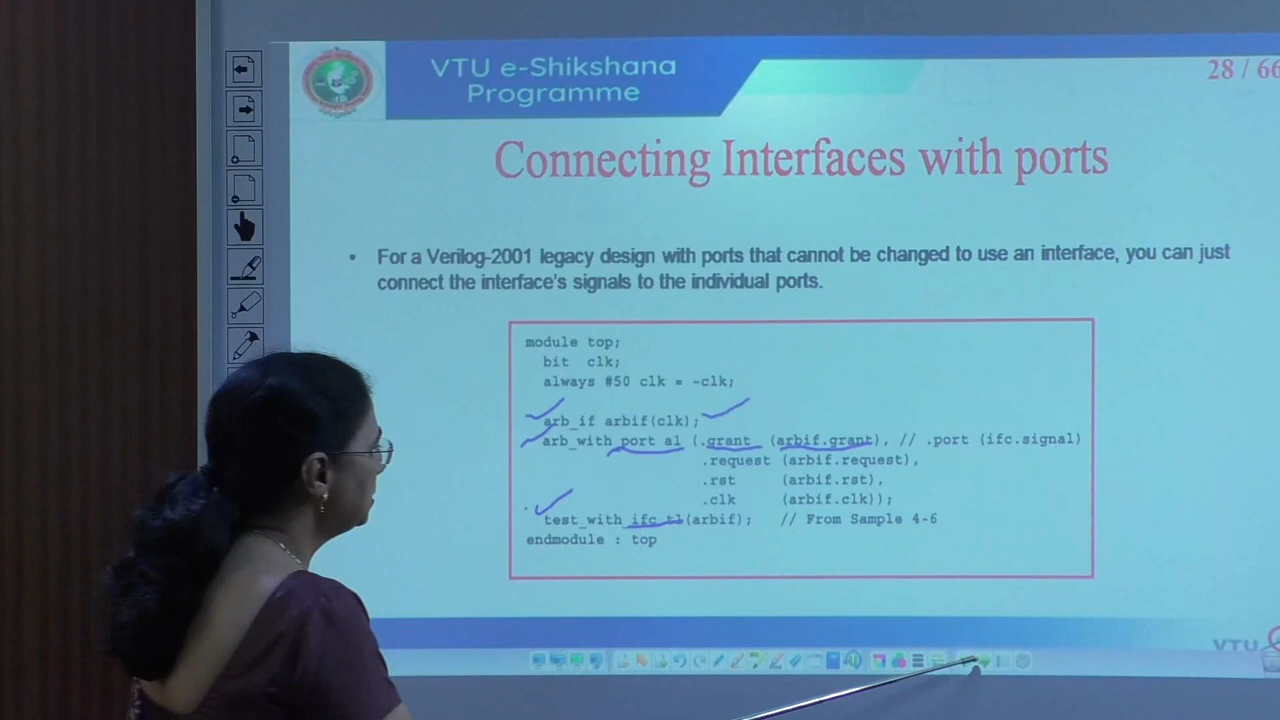 VTU e-Shikshana
Programme
28 / 66
Connecting Interfaces with ports
• For a Verilog-2001 legacy design with ports that cannot be changed to use an interface, you can just
connect the interface's signals to the individual ports.
module top;
bit clk;
always #50 clk = ~clk;
arb_if arbif(clk);
arb_with_port a1 (.grant (arbif.grant), // .port (ifc.signal)
.request (arbif.request),
.rst (arbif.rst),
.clk (arbif.clk));
test_with_ifc t1(arbif); // From Sample 4-6
endmodule : top
VTU